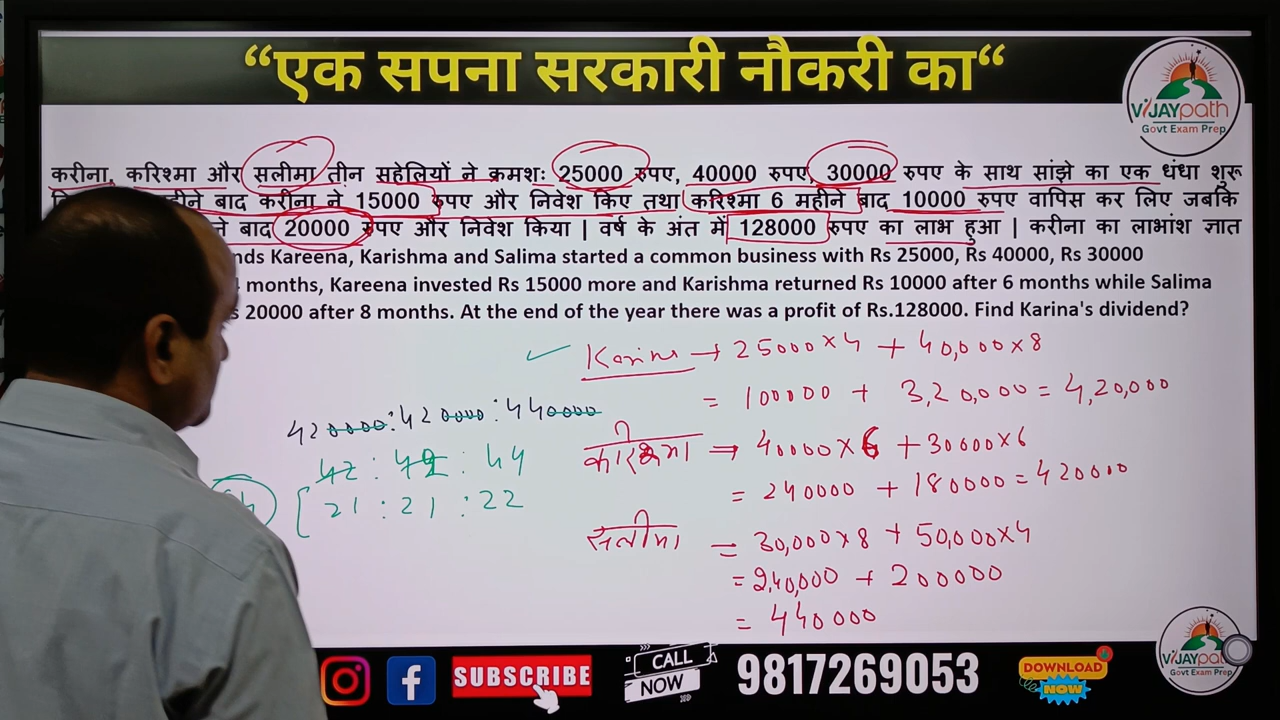 “एक सपना सरकारी नौकरी का“
VIJAYpath
Govt Exam Prep
करीना, करिश्मा और सलीमा तीन सहेलियों ने क्रमशः 25000 रुपए, 40000 रुपए, 30000 रुपए के साथ सांझे का एक धंधा शुरू
बाद करीना ने 15000 रुपए और निवेश किए तथा करिश्मा 6 महीने बाद 10000 रुपए वापिस कर लिए जबकि
बाद 20000 रुपए और निवेश किया | वर्ष के अंत में 128000 रुपए का लाभ हुआ | करीना का लाभांश ज्ञात
Kareena, Karishma and Salima started a common business with Rs 25000, Rs 40000, Rs 30000
months, Kareena invested Rs 15000 more and Karishma returned Rs 10000 after 6 months while Salima
20000 after 8 months. At the end of the year there was a profit of Rs.128000. Find Karina's dividend?
→ 25000×4 + 40,000×8
= 100000 + 3,20,000 = 4,20,000
420000:420000:440000
→ 40000×6 + 30000×6
42 : 42 : 44
= 240000 + 180000 = 420000
21 : 21 : 22
सलीमा = 30,000×8 + 50,000×4
= 2,40,000 + 200000
= 440000
SUBSCRIBE
CALL
NOW
9817269053
DOWNLOAD
NOW
VIJAYpath
Govt Exam Prep